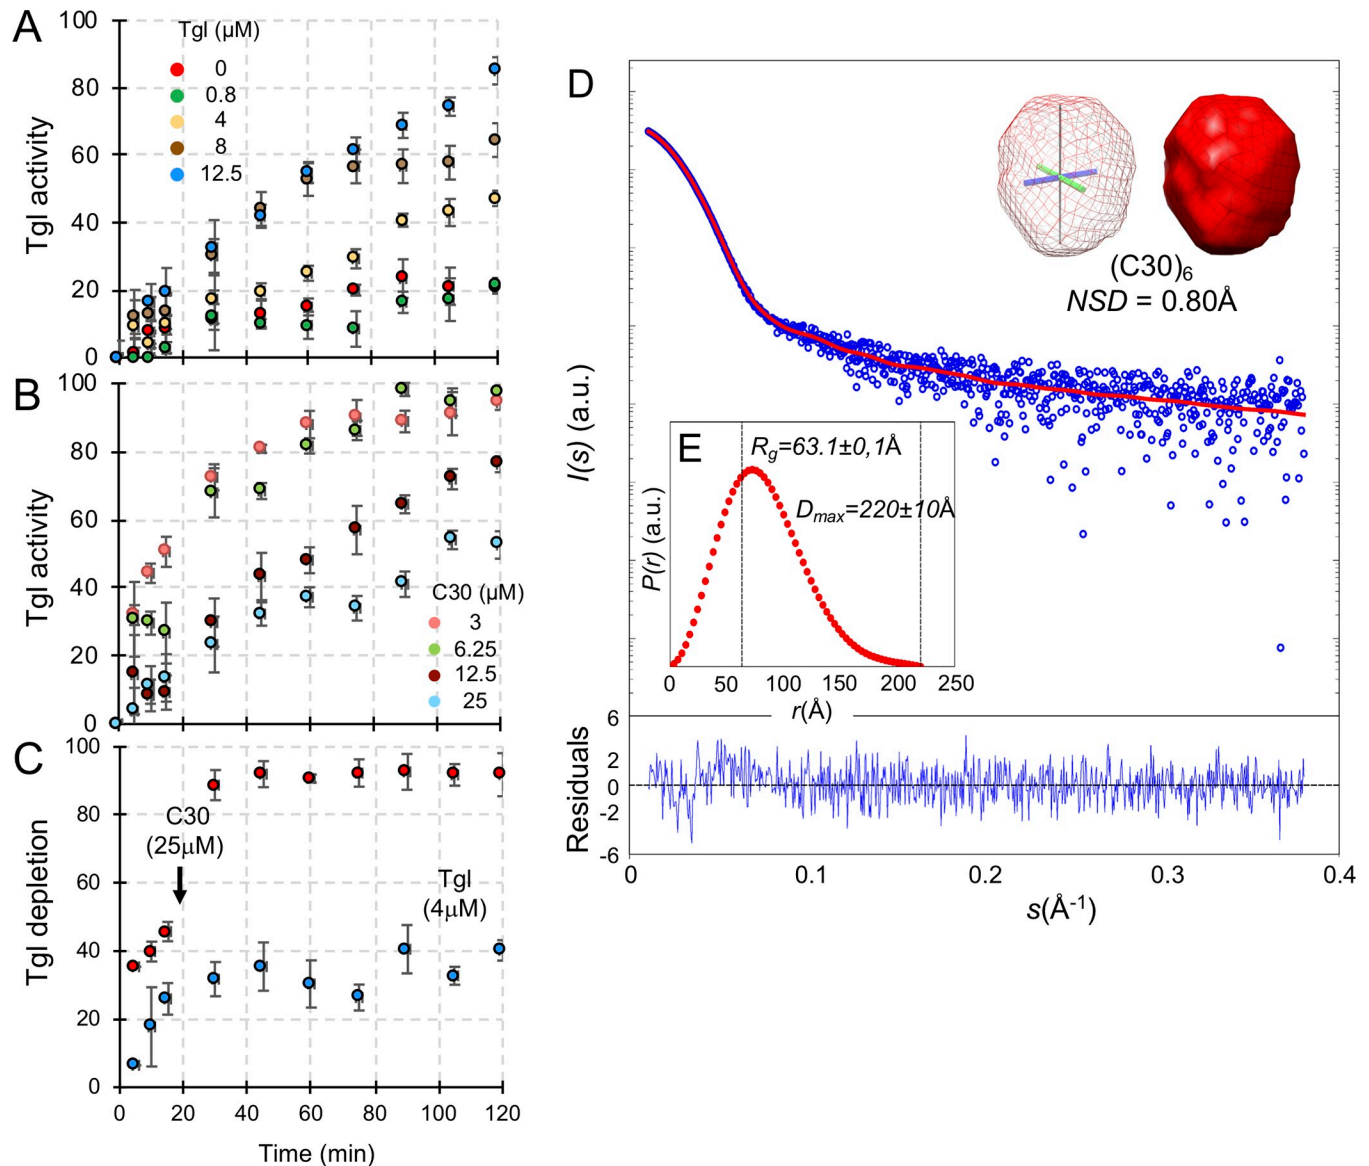 A
Tgl (µM)
0
0.8
4
8
12.5
Tgl activity
100
80
60
40
20
0
B
Tgl activity
100
80
60
40
20
0
C30 (µM)
3
6.25
12.5
25
C
Tgl depletion
100
80
60
40
20
0
C30
(25µM)
Tgl
(4µM)
0 20 40 60 80 100 120
Time (min)
D
I(s) (a.u.)
(C30)6
NSD = 0.80Å
E
Rg=63.1±0,1Å
Dmax=220±10Å
P(r) (a.u.)
0 50 100 150 200 250
r(Å)
Residuals
6
2
0
-2
-6
0 0.1 0.2 0.3 0.4
s(Å-1)